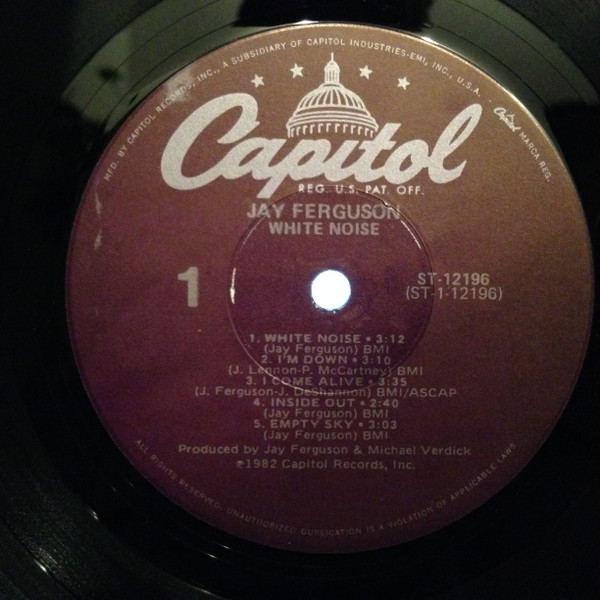 MFD. BY CAPITOL RECORDS, INC., A SUBSIDIARY OF CAPITOL INDUSTRIES-EMI, INC., U.S.A. · Capitol MARCA REG.
Capitol
REG. U.S. PAT. OFF.
JAY FERGUSON
WHITE NOISE
1
ST-12196
(ST-1-12196)
1. WHITE NOISE • 3:12
(Jay Ferguson) BMI
2. I'M DOWN • 3:10
(J. Lennon-P. McCartney) BMI
3. I COME ALIVE • 3:35
(J. Ferguson-J. DeShannon) BMI/ASCAP
4. INSIDE OUT • 2:40
(Jay Ferguson) BMI
5. EMPTY SKY • 3:03
(Jay Ferguson) BMI
Produced by Jay Ferguson & Michael Verdick
℗1982 Capitol Records, Inc.
ALL RIGHTS RESERVED. UNAUTHORIZED DUPLICATION IS A VIOLATION OF APPLICABLE LAWS